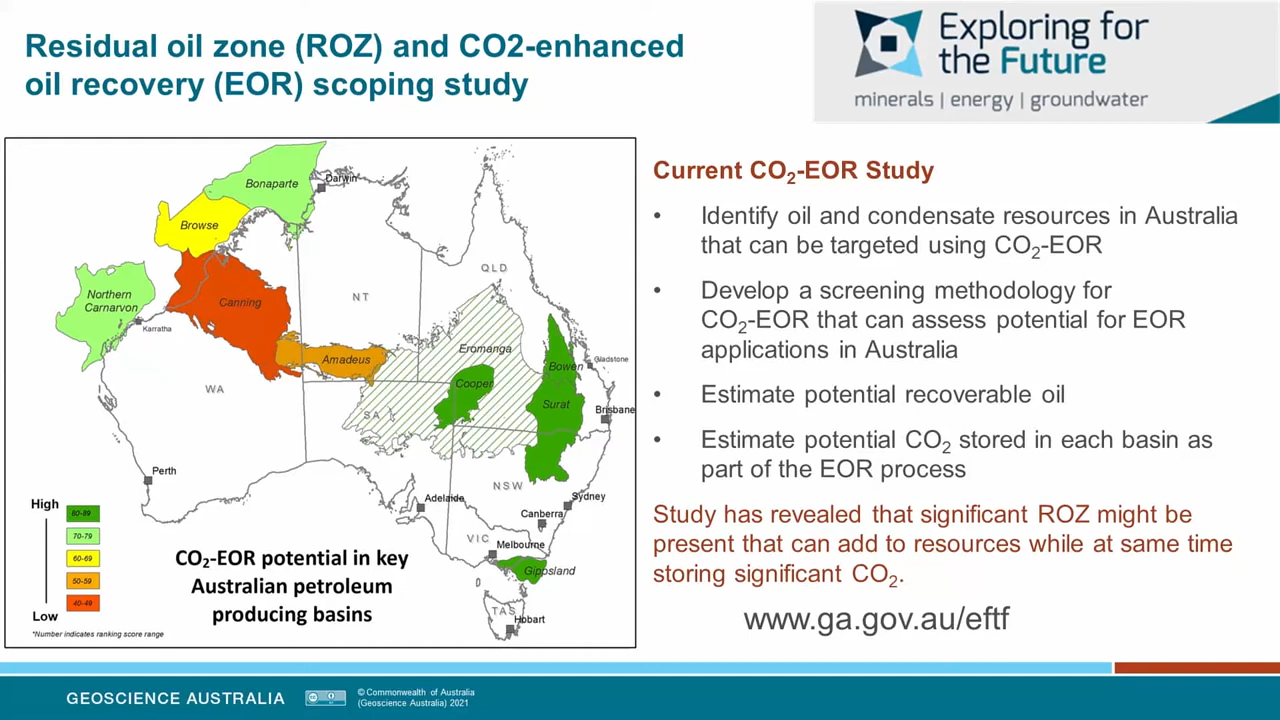 Residual oil zone (ROZ) and CO2-enhanced
oil recovery (EOR) scoping study
Exploring for
the Future
minerals | energy | groundwater
Bonaparte
Darwin
Browse
Northern
Carnarvon
Karratha
Canning
Amadeus
NT
QLD
WA
SA
Eromanga
Cooper
Bowen
Gladstone
Surat
Brisbane
Perth
NSW
Adelaide
Sydney
Canberra
VIC
Melbourne
Gippsland
TAS
Hobart
High
80-89
70-79
60-69
50-59
40-49
Low
*Number indicates ranking score range
CO₂-EOR potential in key
Australian petroleum
producing basins
Current CO₂-EOR Study
• Identify oil and condensate resources in Australia
that can be targeted using CO₂-EOR
• Develop a screening methodology for
CO₂-EOR that can assess potential for EOR
applications in Australia
• Estimate potential recoverable oil
• Estimate potential CO₂ stored in each basin as
part of the EOR process
Study has revealed that significant ROZ might be
present that can add to resources while at same time
storing significant CO₂.
www.ga.gov.au/eftf
GEOSCIENCE AUSTRALIA
© Commonwealth of Australia
(Geoscience Australia) 2021